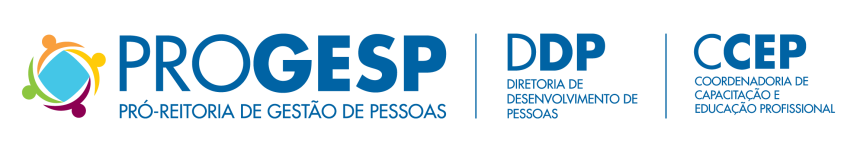 PROGESP
PRÓ-REITORIA DE GESTÃO DE PESSOAS
DDP
DIRETORIA DE
DESENVOLVIMENTO DE
PESSOAS
CCEP
COORDENADORIA DE
CAPACITAÇÃO E
EDUCAÇÃO PROFISSIONAL